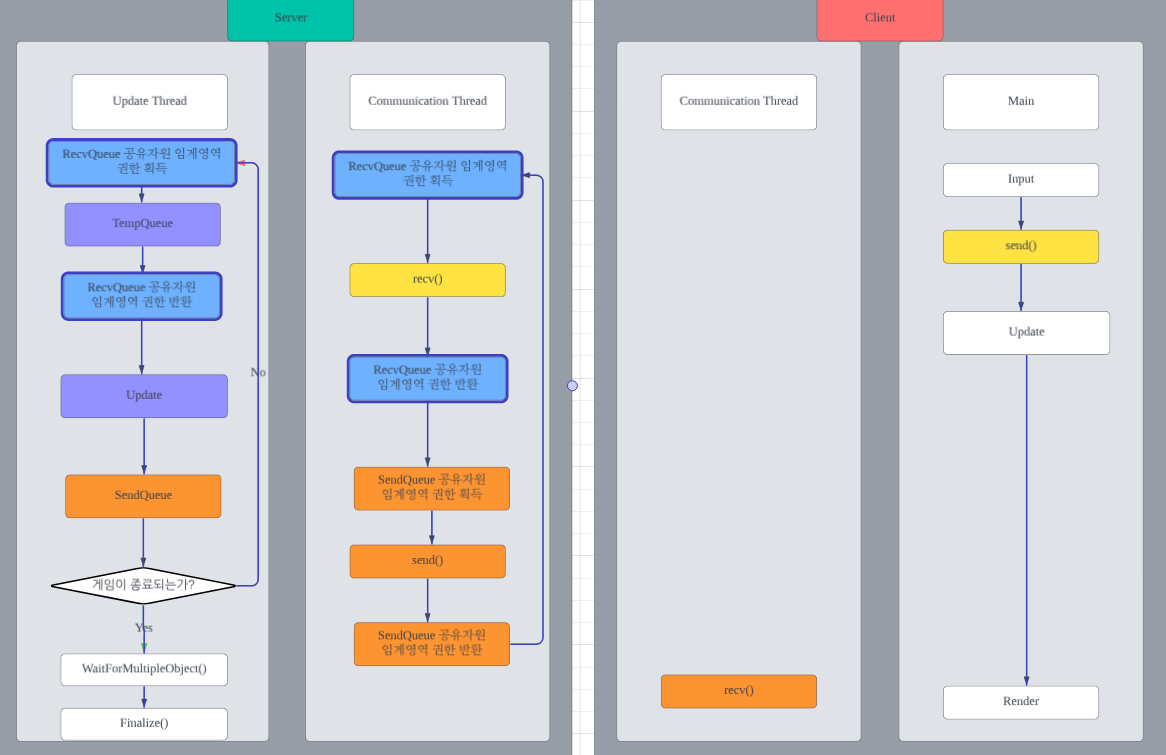 Server
Update Thread
RecvQueue 공유자원 임계영역
권한 획득
TempQueue
RecvQueue 공유자원
임계영역 권한 반환
No
Update
SendQueue
게임이 종료되는가?
Yes
WaitForMultipleObject()
Finalize()
Communication Thread
RecvQueue 공유자원 임계영역
권한 획득
recv()
RecvQueue 공유자원
임계영역 권한 반환
SendQueue 공유자원
임계영역 권한 획득
send()
SendQueue 공유자원
임계영역 권한 반환
Client
Communication Thread
recv()
Main
Input
send()
Update
Render